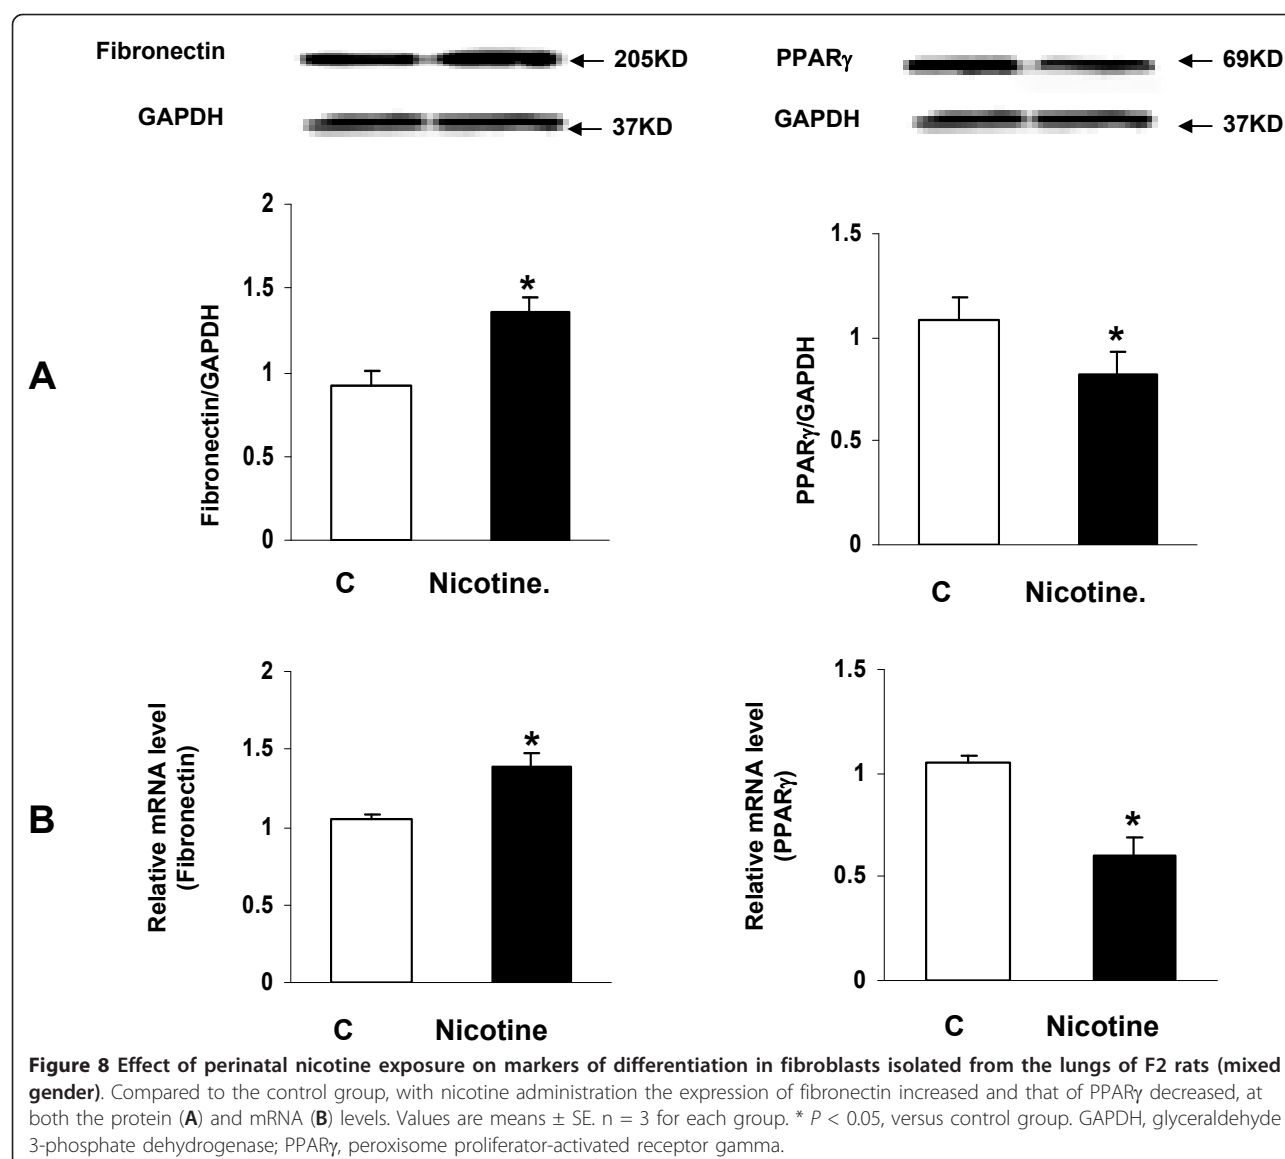 Fibronectin
205KD
GAPDH
37KD
PPARγ
69KD
GAPDH
37KD
A
Fibronectin/GAPDH
2
1.5
1
0.5
0
*
C Nicotine.
PPARγ/GAPDH
1.5
1
0.5
0
*
C Nicotine.
B
Relative mRNA level
(Fibronectin)
2
1.5
1
0.5
0
*
C Nicotine
Relative mRNA level
(PPARγ)
1.5
1
0.5
0
*
C Nicotine
Figure 8 Effect of perinatal nicotine exposure on markers of differentiation in fibroblasts isolated from the lungs of F2 rats (mixed
gender). Compared to the control group, with nicotine administration the expression of fibronectin increased and that of PPARγ decreased, at
both the protein (A) and mRNA (B) levels. Values are means ± SE. n = 3 for each group. * P < 0.05, versus control group. GAPDH, glyceraldehyde
3-phosphate dehydrogenase; PPARγ, peroxisome proliferator-activated receptor gamma.